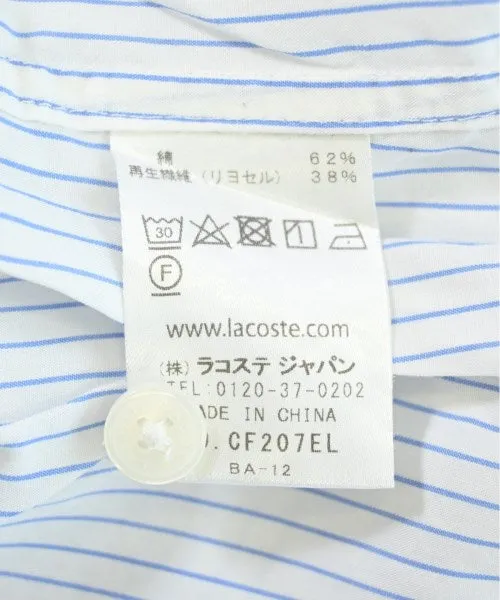 綿 62%
再生繊維 (リヨセル) 38%
30
F
www.lacoste.com
(株) ラコステ ジャパン
TEL:0120-37-0202
MADE IN CHINA
. CF207EL
BA-12